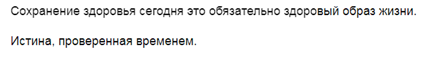 Сохранение здоровья сегодня это обязательно здоровый образ жизни.
Истина, проверенная временем.